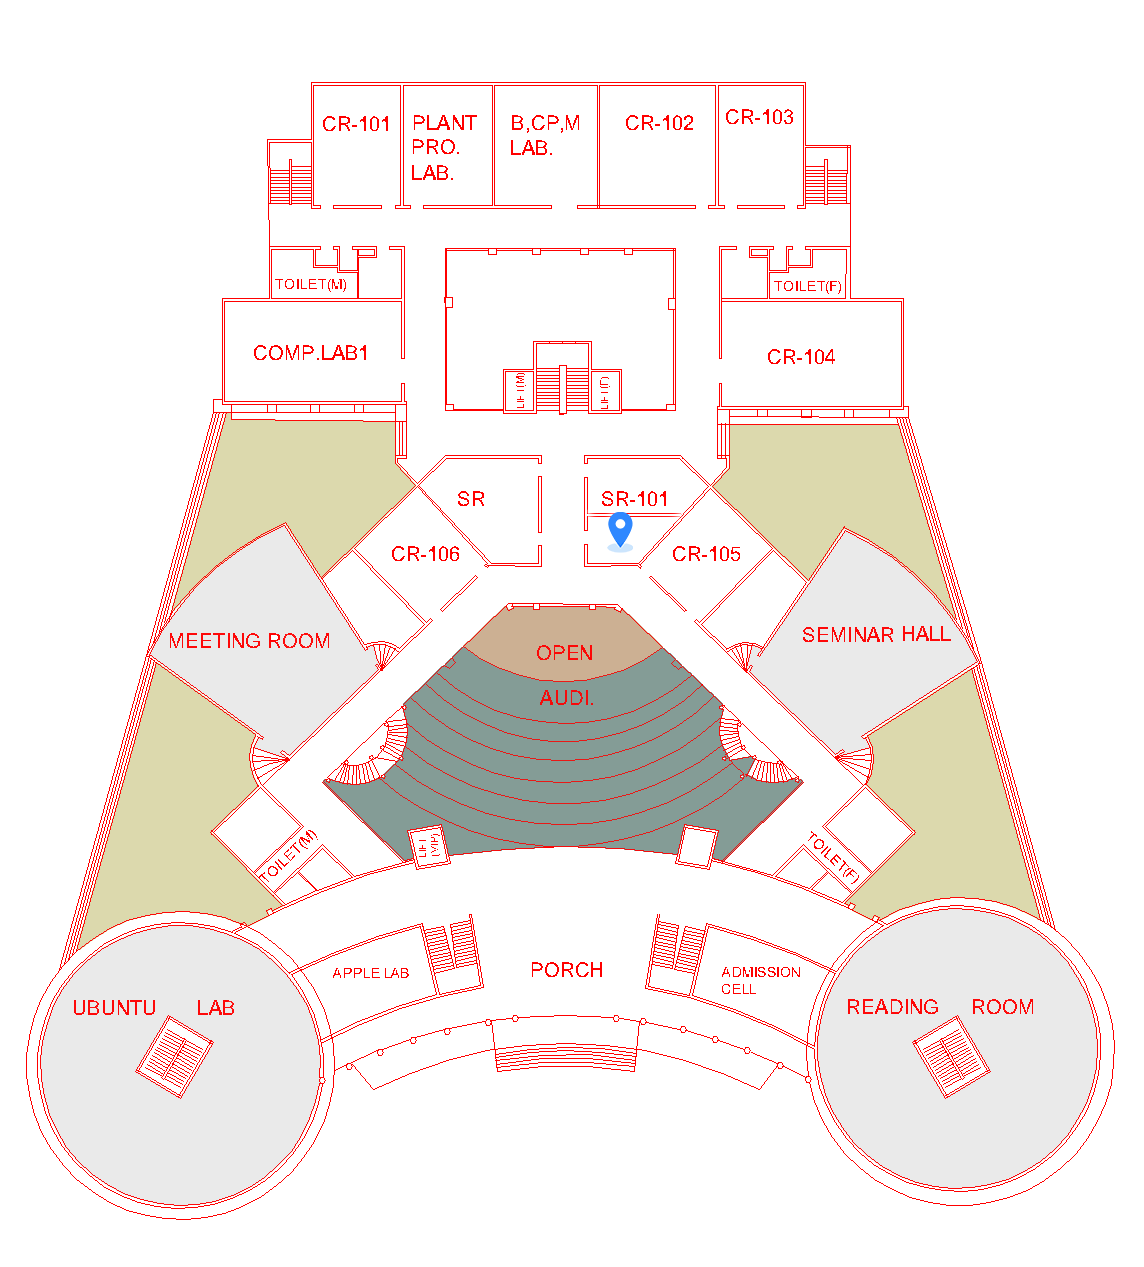 CR-101
PLANT
PRO.
LAB.
B,CP,M
LAB.
CR-102
CR-103
TOILET(M)
TOILET(F)
COMP.LAB1
LIFT(M)
LIFT(F)
CR-104
SR
SR-101
CR-106
CR-105
MEETING ROOM
SEMINAR HALL
OPEN
AUDI.
TOILET(M)
LIFT
(VIP)
TOILET(F)
APPLE LAB
PORCH
ADMISSION
CELL
UBUNTU LAB
READING ROOM